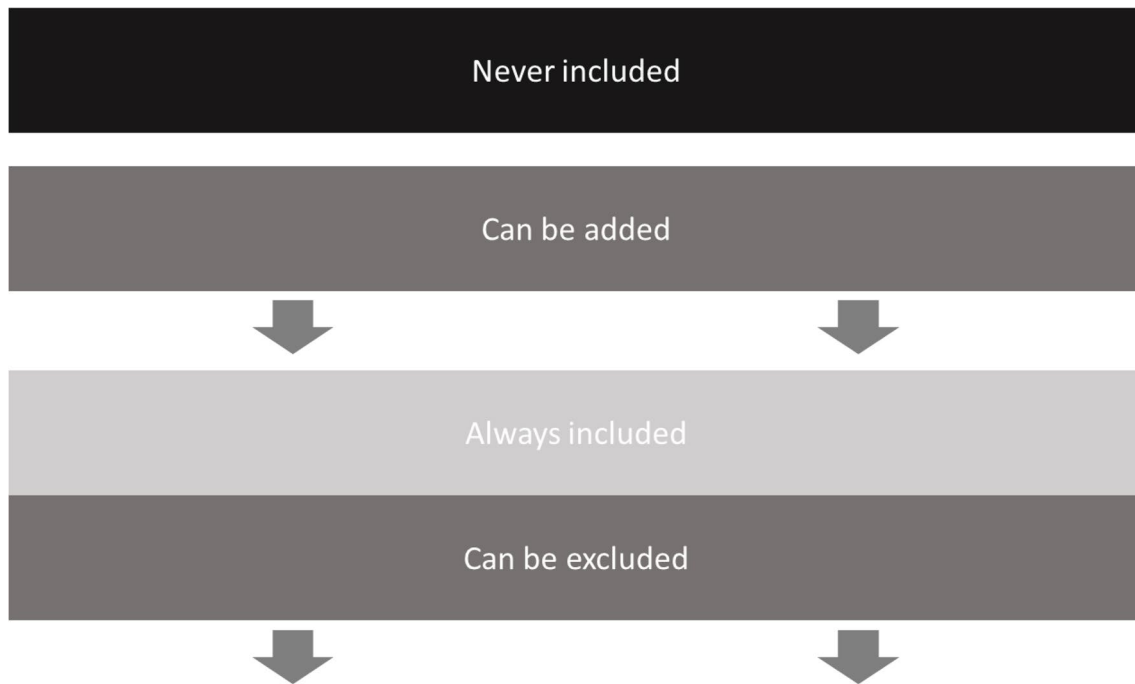 Never included
Can be added
Always included
Can be excluded